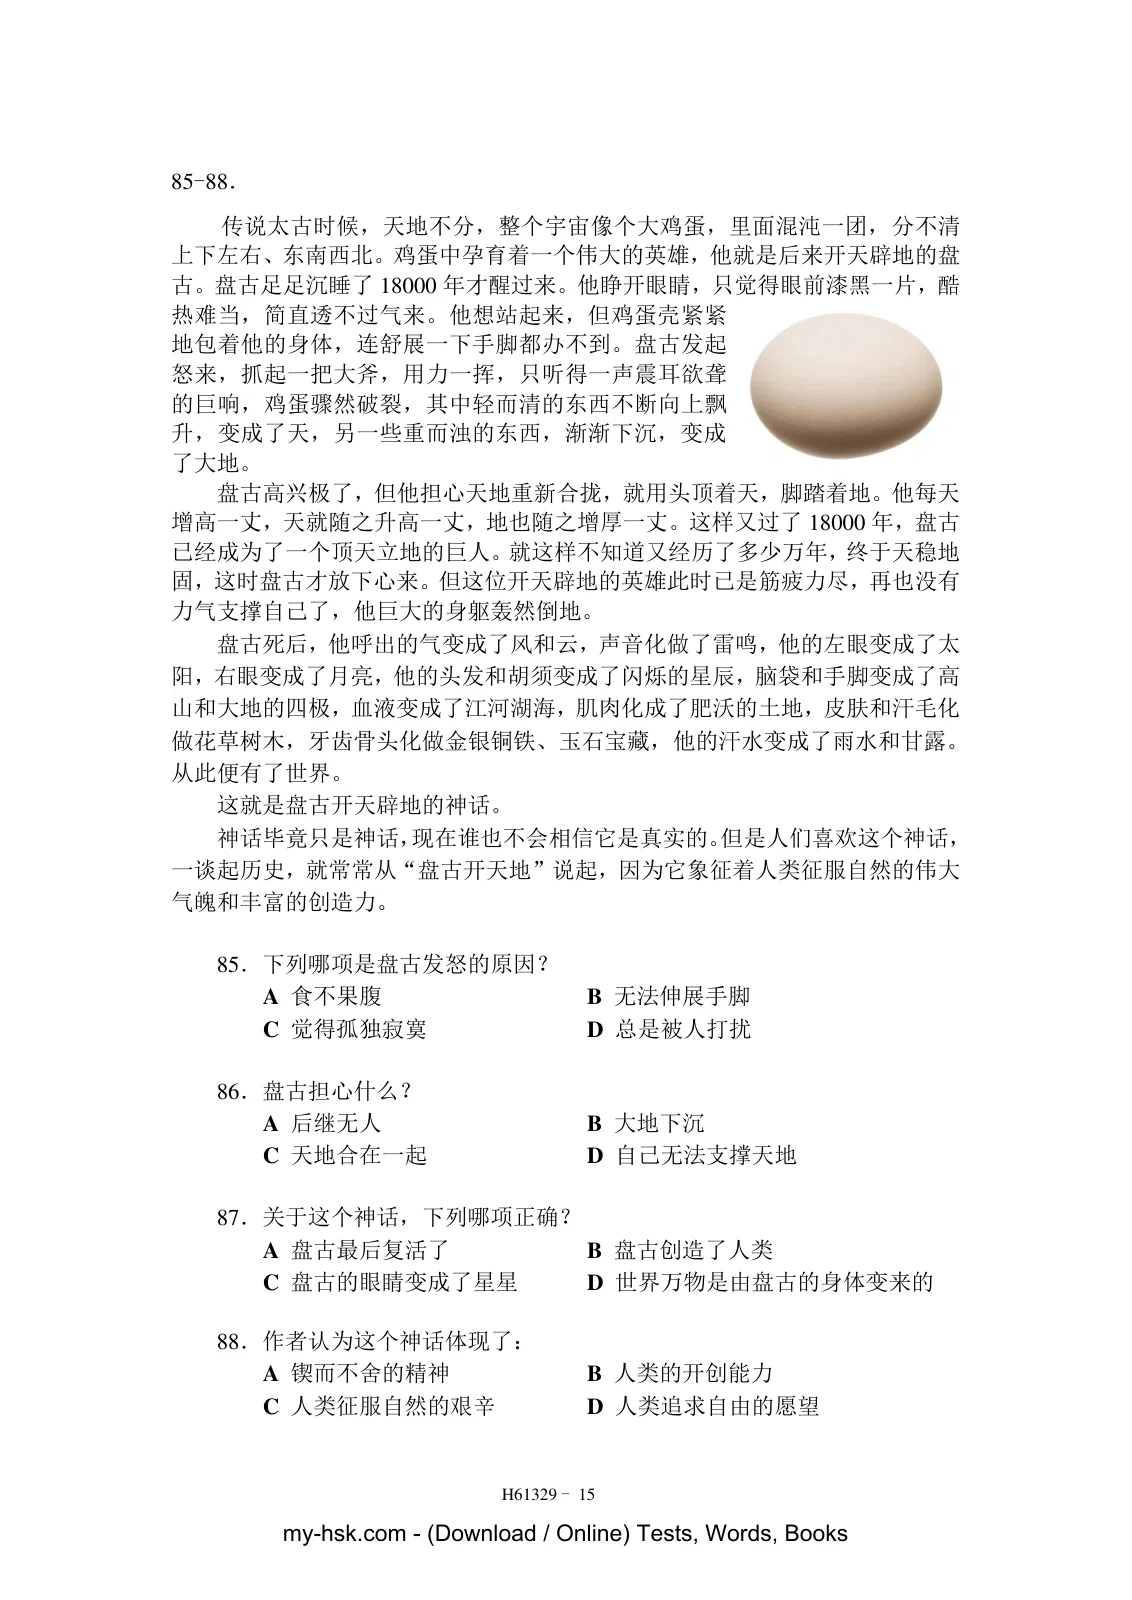 85-88．
传说太古时候，天地不分，整个宇宙像个大鸡蛋，里面混沌一团，分不清
上下左右、东南西北。鸡蛋中孕育着一个伟大的英雄，他就是后来开天辟地的盘
古。盘古足足沉睡了 18000 年才醒过来。他睁开眼睛，只觉得眼前漆黑一片，酷
热难当，简直透不过气来。他想站起来，但鸡蛋壳紧紧
地包着他的身体，连舒展一下手脚都办不到。盘古发起
怒来，抓起一把大斧，用力一挥，只听得一声震耳欲聋
的巨响，鸡蛋骤然破裂，其中轻而清的东西不断向上飘
升，变成了天，另一些重而浊的东西，渐渐下沉，变成
了大地。
盘古高兴极了，但他担心天地重新合拢，就用头顶着天，脚踏着地。他每天
增高一丈，天就随之升高一丈，地也随之增厚一丈。这样又过了 18000 年，盘古
已经成为了一个顶天立地的巨人。就这样不知道又经历了多少万年，终于天稳地
固，这时盘古才放下心来。但这位开天辟地的英雄此时已是筋疲力尽，再也没有
力气支撑自己了，他巨大的身躯轰然倒地。
盘古死后，他呼出的气变成了风和云，声音化做了雷鸣，他的左眼变成了太
阳，右眼变成了月亮，他的头发和胡须变成了闪烁的星辰，脑袋和手脚变成了高
山和大地的四极，血液变成了江河湖海，肌肉化成了肥沃的土地，皮肤和汗毛化
做花草树木，牙齿骨头化做金银铜铁、玉石宝藏，他的汗水变成了雨水和甘露。
从此便有了世界。
这就是盘古开天辟地的神话。
神话毕竟只是神话，现在谁也不会相信它是真实的。但是人们喜欢这个神话，
一谈起历史，就常常从“盘古开天地”说起，因为它象征着人类征服自然的伟大
气魄和丰富的创造力。
85．下列哪项是盘古发怒的原因？
A 食不果腹 B 无法伸展手脚
C 觉得孤独寂寞 D 总是被人打扰
86．盘古担心什么？
A 后继无人 B 大地下沉
C 天地合在一起 D 自己无法支撑天地
87．关于这个神话，下列哪项正确？
A 盘古最后复活了 B 盘古创造了人类
C 盘古的眼睛变成了星星 D 世界万物是由盘古的身体变来的
88．作者认为这个神话体现了：
A 锲而不舍的精神 B 人类的开创能力
C 人类征服自然的艰辛 D 人类追求自由的愿望
H61329 - 15
my-hsk.com - (Download / Online) Tests, Words, Books